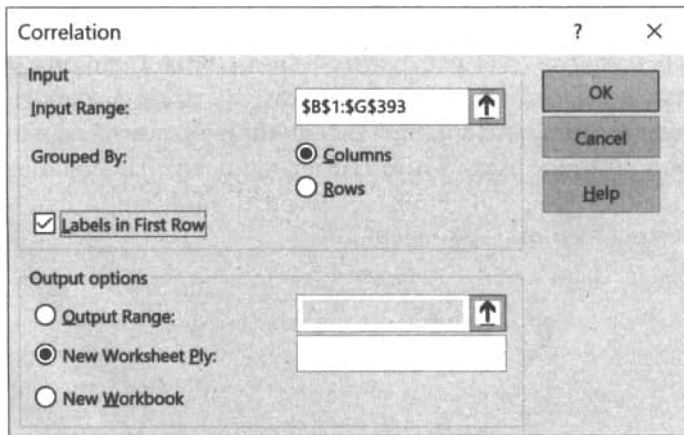 Correlation ? ×
Input
Input Range: $B$1:$G$393
Grouped By: Columns
Rows
Labels in First Row
OK
Cancel
Help
Output options
Output Range:
New Worksheet Ply:
New Workbook